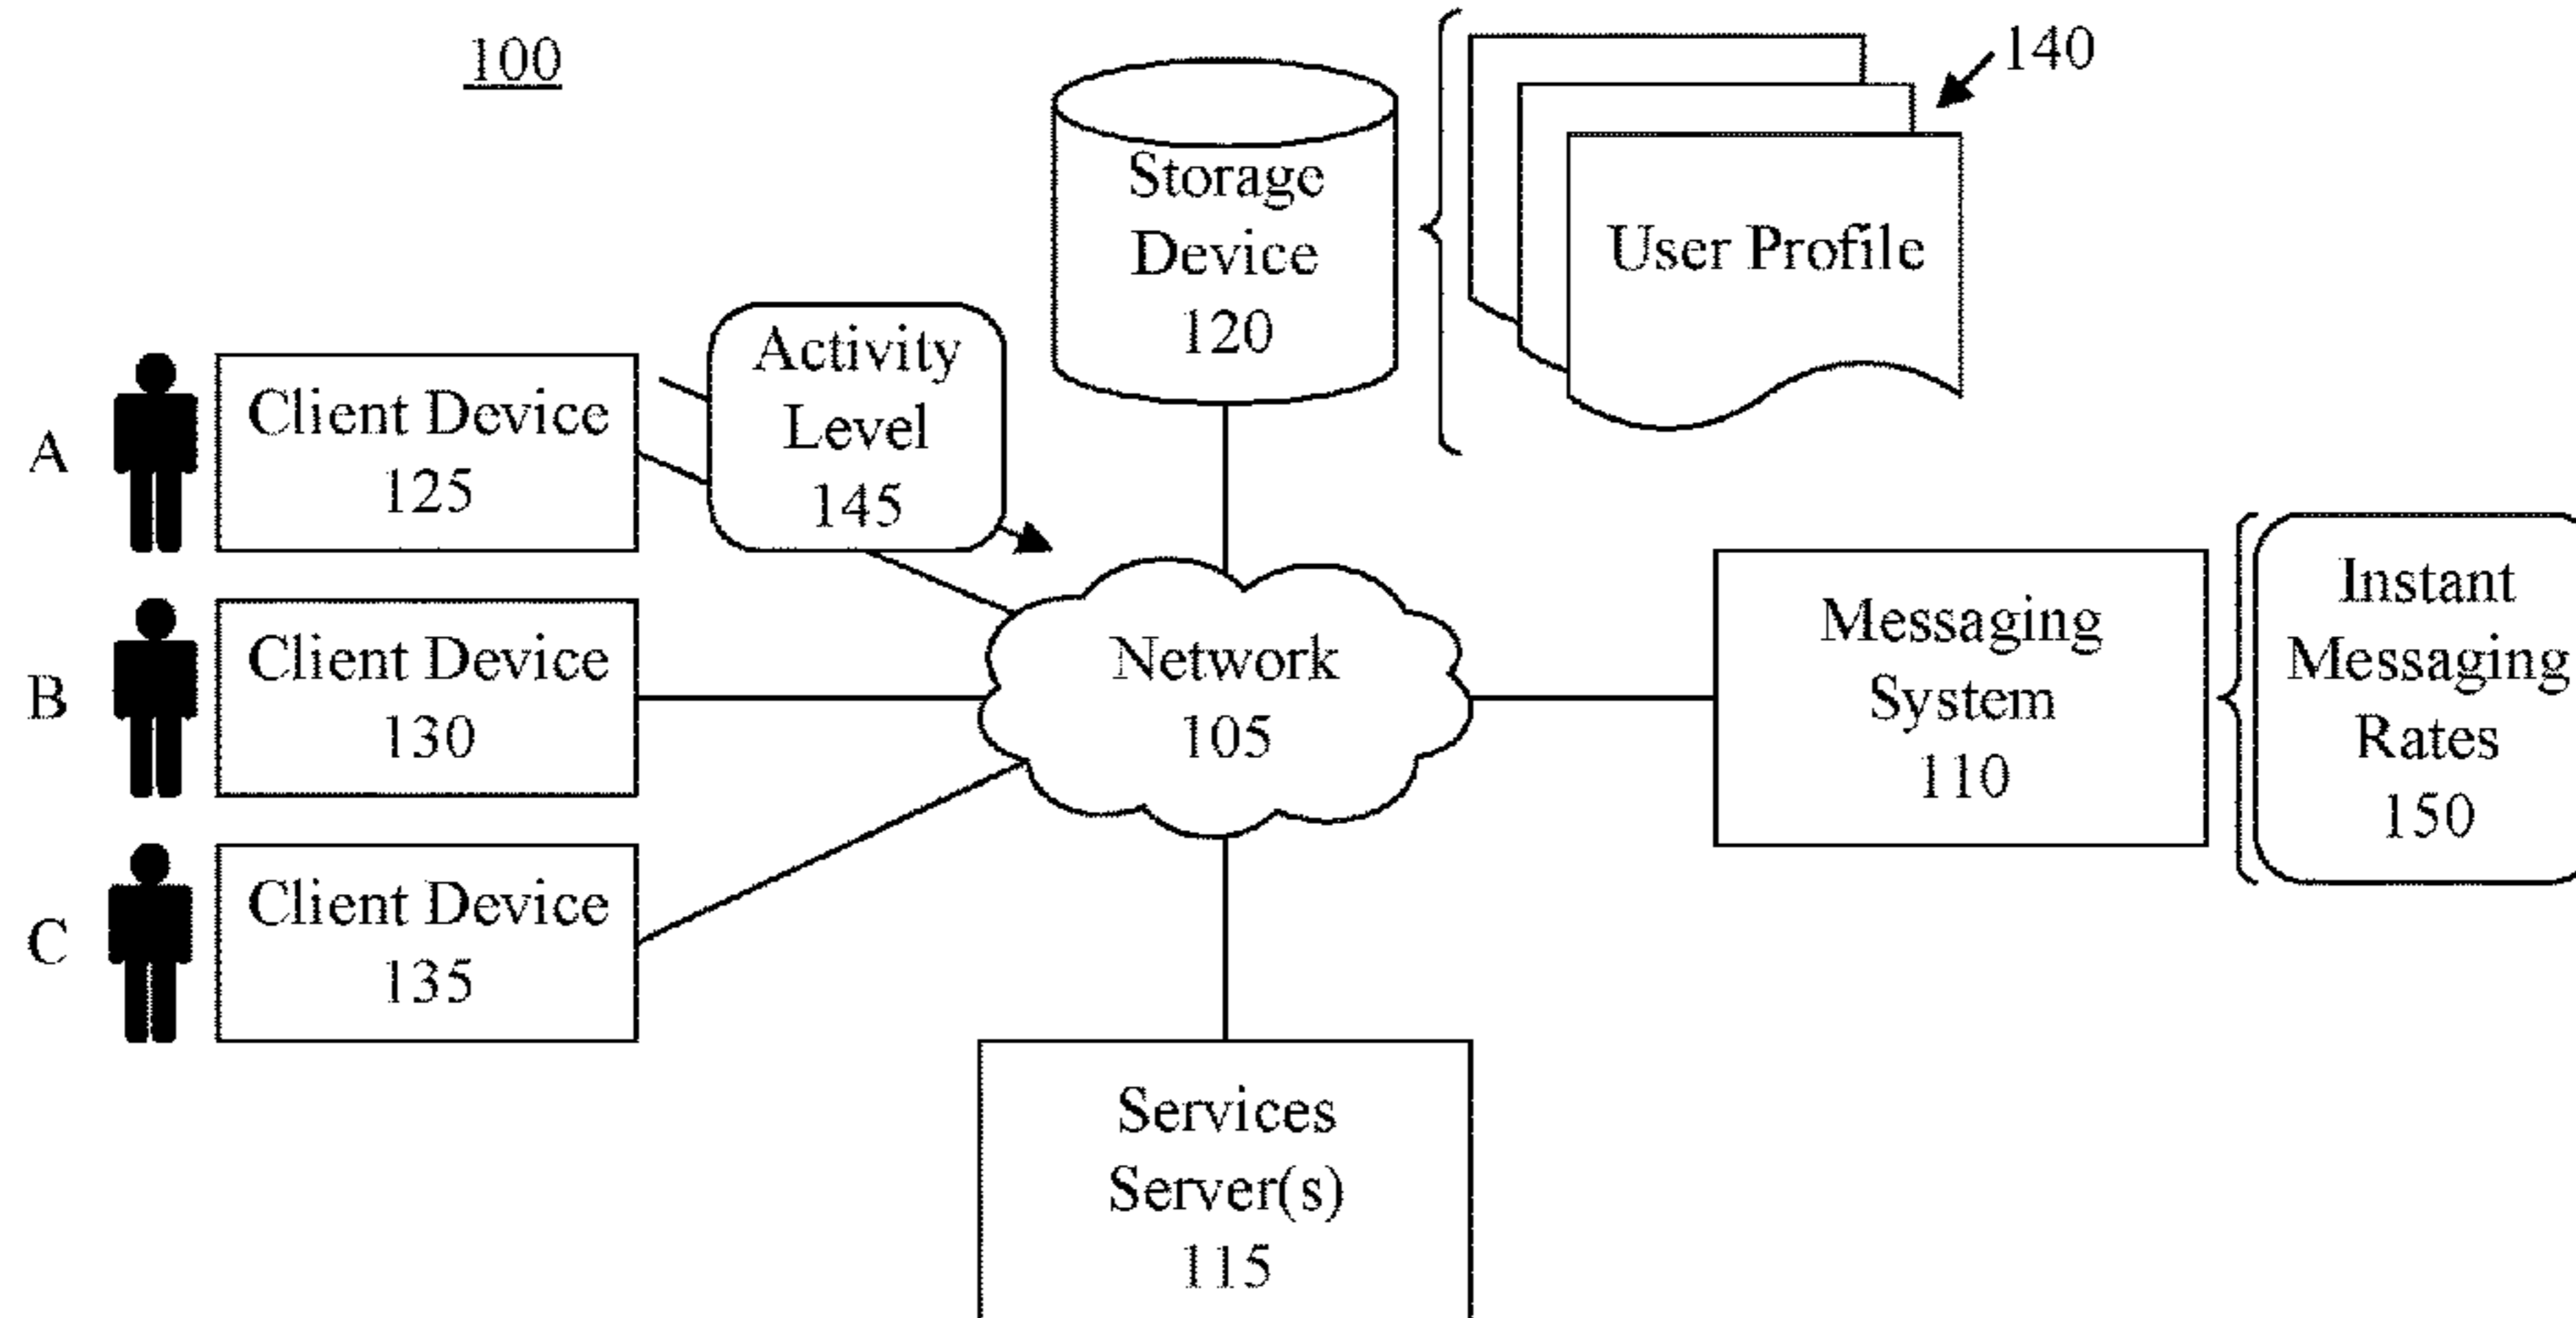 100
140
Storage
Device
120
User Profile
Activity
Level
145
A
Client Device
125
B
Client Device
130
C
Client Device
135
Network
105
Messaging
System
110
Instant
Messaging
Rates
150
Services
Server(s)
115